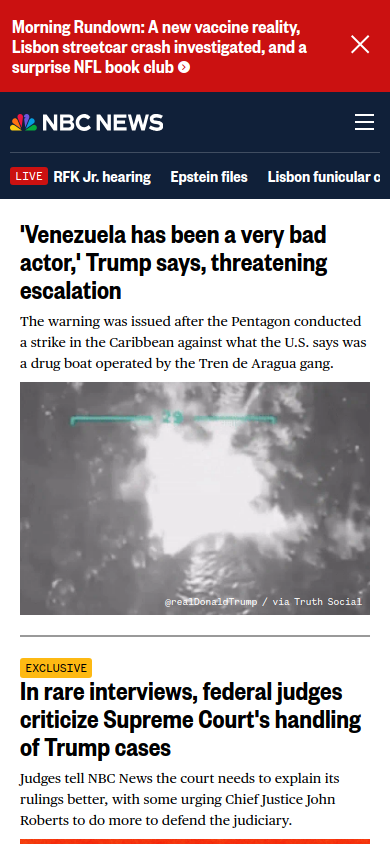 Morning Rundown: A new vaccine reality,
Lisbon streetcar crash investigated, and a
surprise NFL book club
NBC NEWS
LIVE RFK Jr. hearing Epstein files Lisbon funicular c
'Venezuela has been a very bad
actor,' Trump says, threatening
escalation
The warning was issued after the Pentagon conducted
a strike in the Caribbean against what the U.S. says was
a drug boat operated by the Tren de Aragua gang.
29
@realDonaldTrump / via Truth Social
EXCLUSIVE
In rare interviews, federal judges
criticize Supreme Court's handling
of Trump cases
Judges tell NBC News the court needs to explain its
rulings better, with some urging Chief Justice John
Roberts to do more to defend the judiciary.